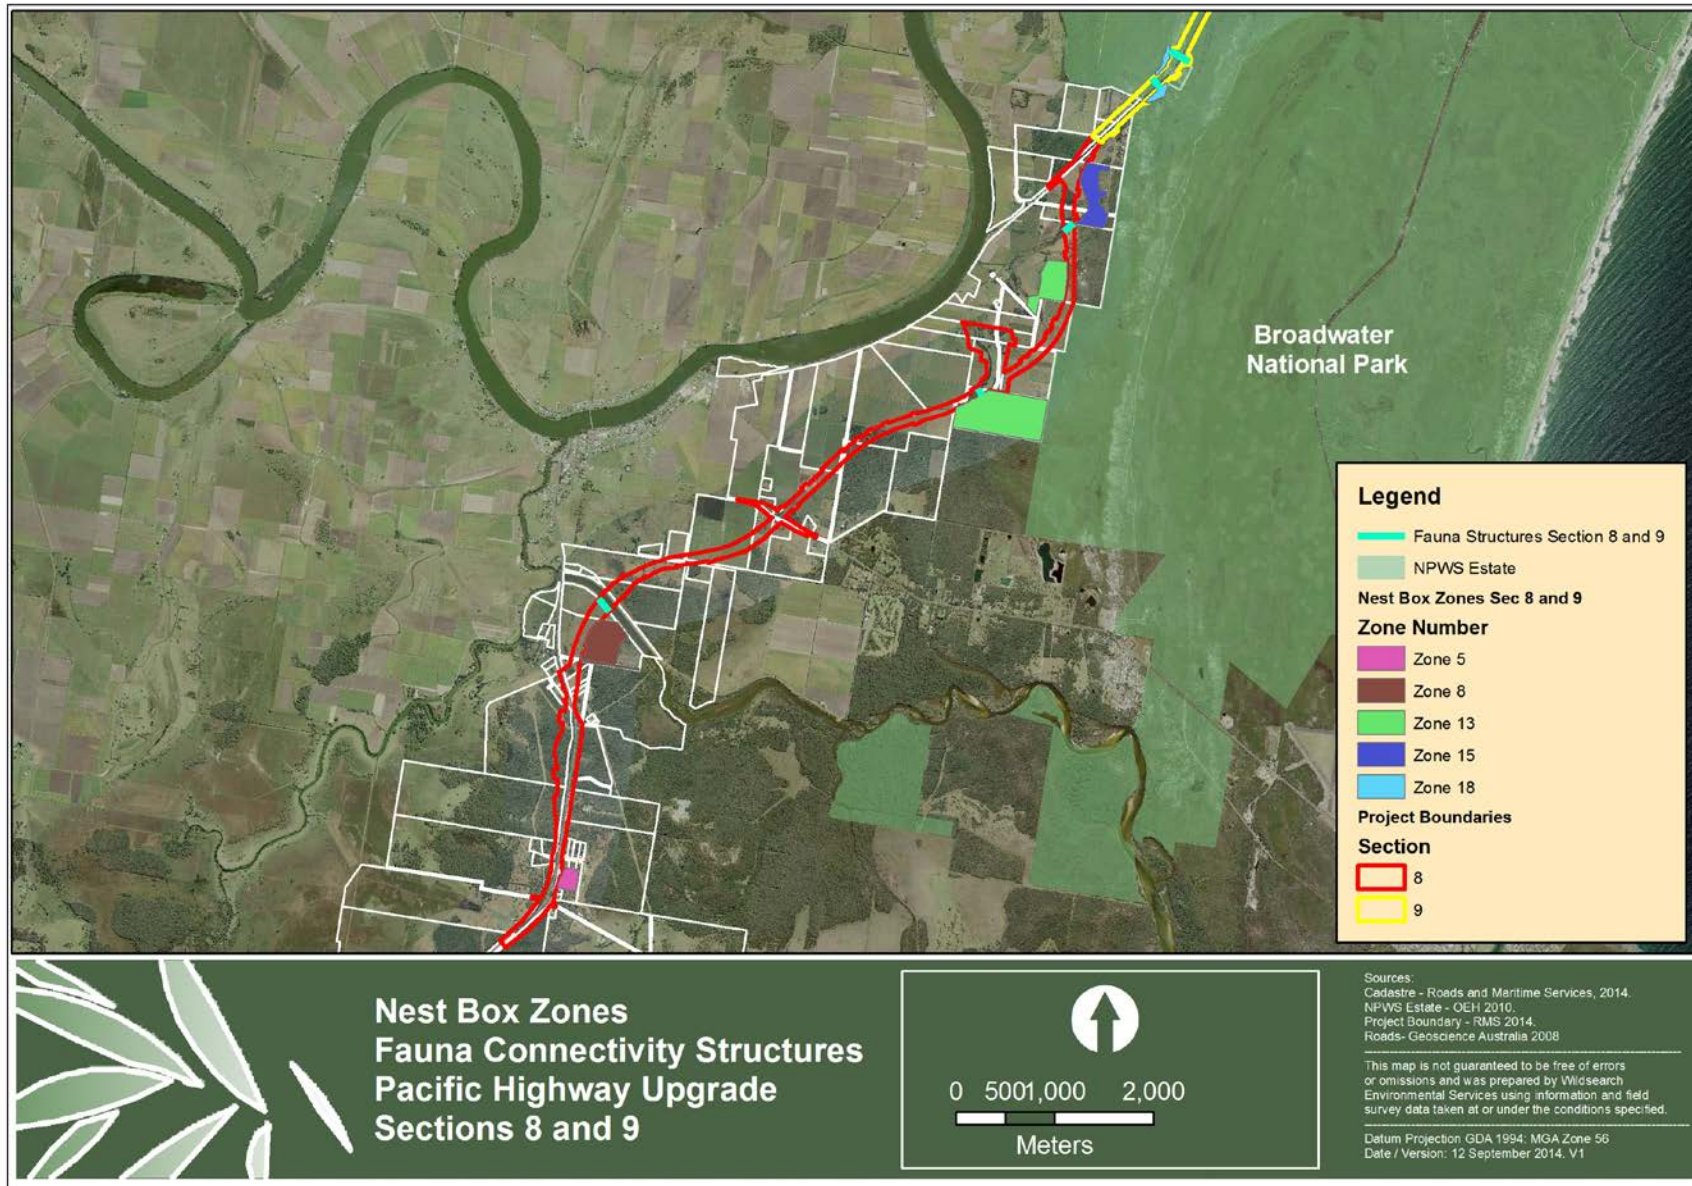 Broadwater
National Park
Legend
Fauna Structures Section 8 and 9
NPWS Estate
Nest Box Zones Sec 8 and 9
Zone Number
Zone 5
Zone 8
Zone 13
Zone 15
Zone 18
Project Boundaries
Section
8
9
Nest Box Zones
Fauna Connectivity Structures
Pacific Highway Upgrade
Sections 8 and 9
0 500 1,000 2,000
Meters
Sources:
Cadastre - Roads and Maritime Services, 2014.
NPWS Estate - OEH 2010.
Project Boundary - RMS 2014.
Roads- Geoscience Australia 2008
This map is not guaranteed to be free of errors
or omissions and was prepared by Wildsearch
Environmental Services using information and field
survey data taken at or under the conditions specified.
Datum Projection GDA 1994: MGA Zone 56
Date / Version: 12 September 2014. V1